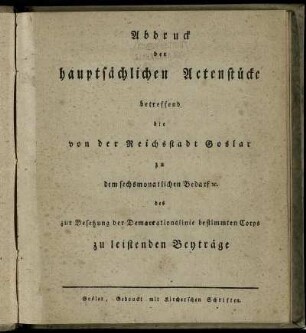 Abdruck
der
hauptsächlichen Actenstücke
betreffend
die
von der Reichsstadt Goslar
zu
dem sechsmonatlichen Bedarf ꝛc.
des
zur Besetzung der Demarcationslinie bestimmten Corps
zu leistenden Beyträge
Goslar, Gedruckt mit Kircherschen Schriften.